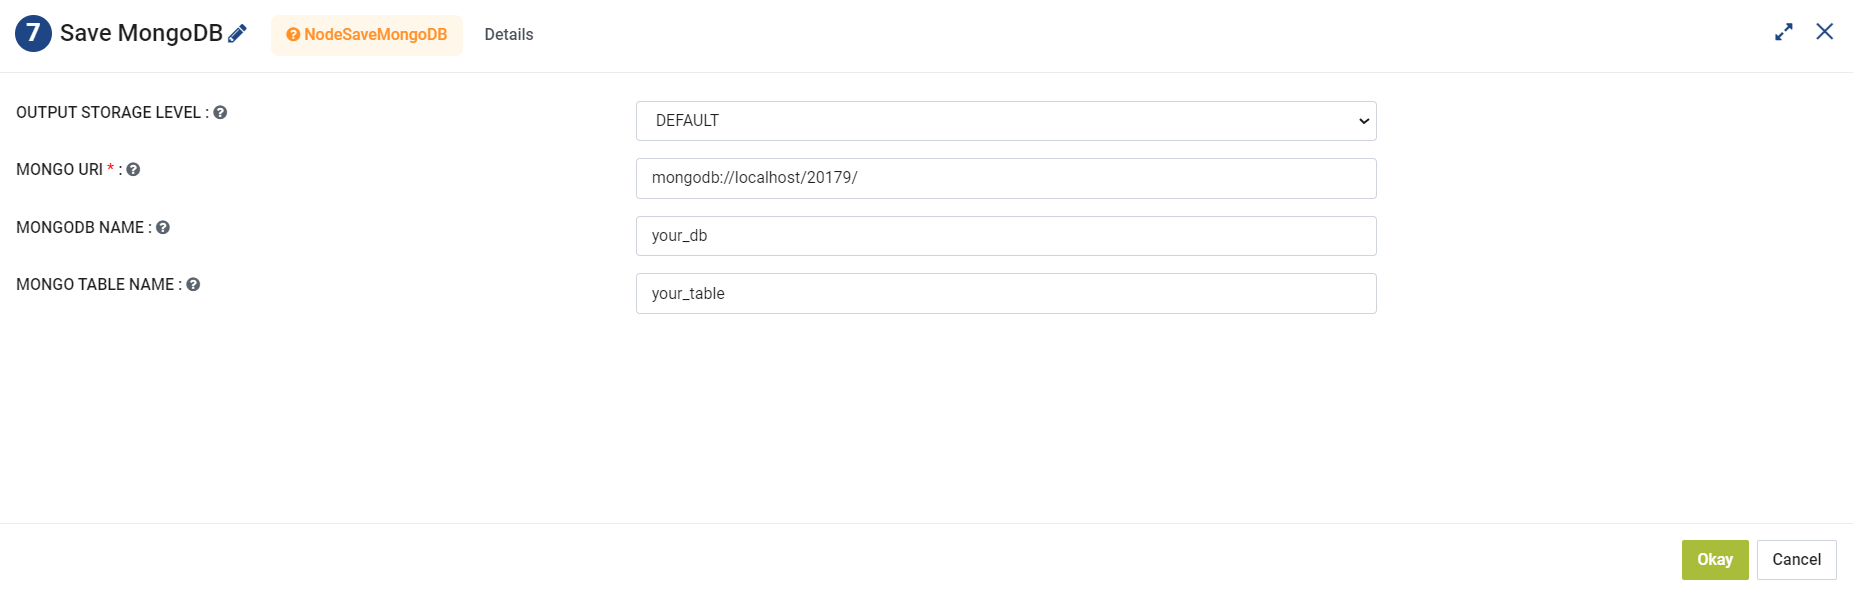 7 Save MongoDB NodeSaveMongoDB Details
OUTPUT STORAGE LEVEL : DEFAULT
MONGO URI * : mongodb://localhost/20179/
MONGODB NAME : your_db
MONGO TABLE NAME : your_table
Okay Cancel